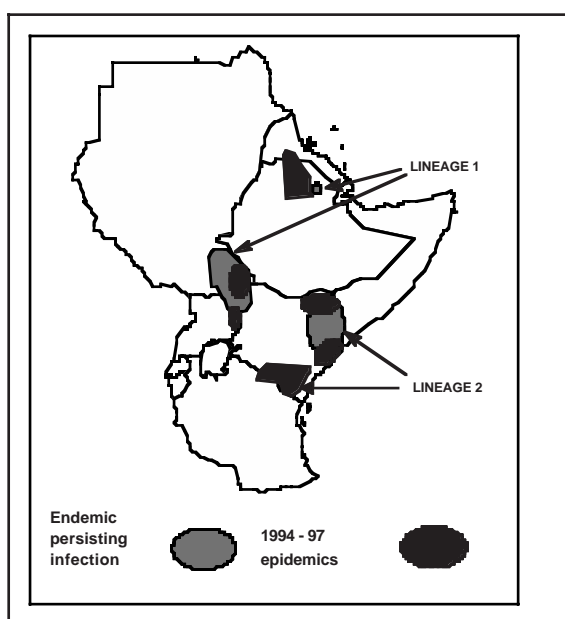 LINEAGE 1
LINEAGE 2
Endemic
persisting
infection
1994 - 97
epidemics